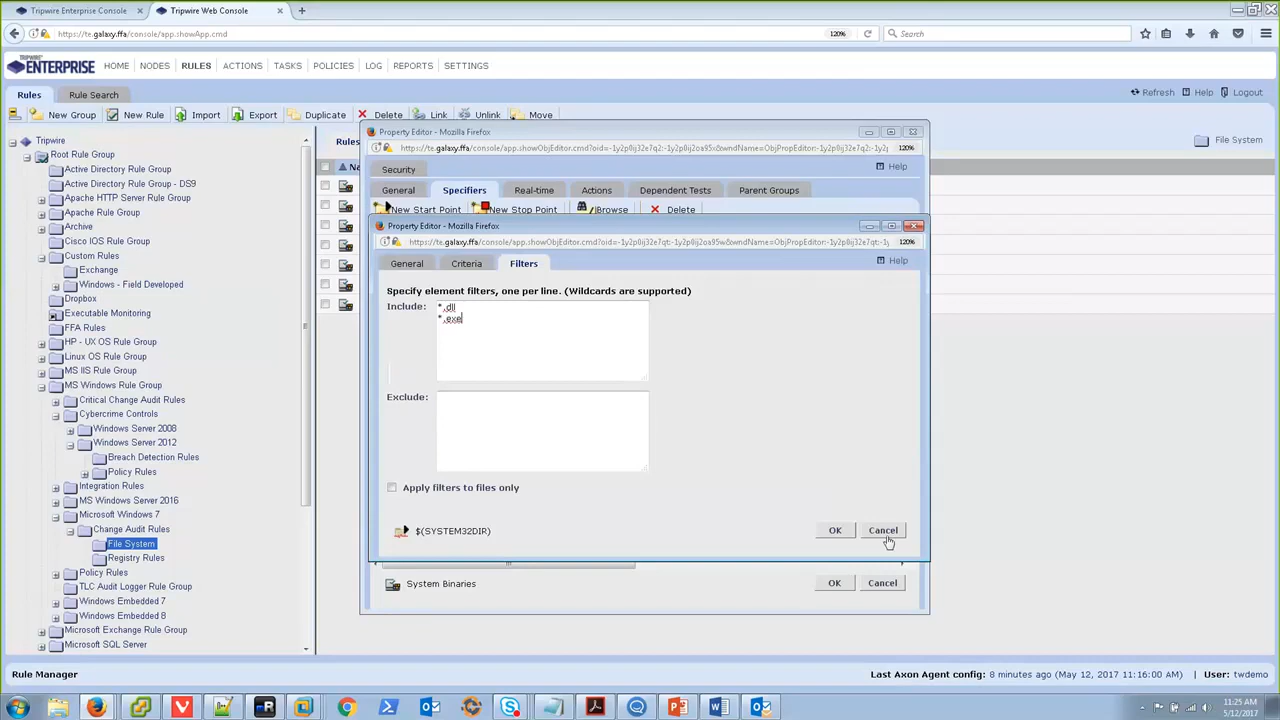 Tripwire Enterprise Console
Tripwire Web Console
https://te.galaxy.ffa/console/app.showApp.cmd
120%
Search
TRIPWIRE ENTERPRISE
HOME NODES RULES ACTIONS TASKS POLICIES LOG REPORTS SETTINGS
Rules Rule Search
Refresh Help Logout
New Group New Rule Import Export Duplicate Delete Link Unlink Move
Tripwire
Root Rule Group
Active Directory Rule Group
Active Directory Rule Group - DS9
Apache HTTP Server Rule Group
Apache Rule Group
Archive
Cisco IOS Rule Group
Custom Rules
Exchange
Windows - Field Developed
Dropbox
Executable Monitoring
FFA Rules
HP - UX OS Rule Group
Linux OS Rule Group
MS IIS Rule Group
MS Windows Rule Group
Critical Change Audit Rules
Cybercrime Controls
Windows Server 2008
Windows Server 2012
Breach Detection Rules
Policy Rules
Integration Rules
MS Windows Server 2016
Microsoft Windows 7
Change Audit Rules
File System
Registry Rules
Policy Rules
TLC Audit Logger Rule Group
Windows Embedded 7
Windows Embedded 8
Microsoft Exchange Rule Group
Microsoft SQL Server
Rules
File System
Property Editor - Mozilla Firefox
120%
Security
Help
General Specifiers Real-time Actions Dependent Tests Parent Groups
New Start Point New Stop Point Browse Delete
Property Editor - Mozilla Firefox
120%
General Criteria Filters
Help
Specify element filters, one per line. (Wildcards are supported)
Include:
*.dll
*.exe
Exclude:
Apply filters to files only
$(SYSTEM32DIR)
OK Cancel
System Binaries
OK Cancel
Rule Manager
Last Axon Agent config: 8 minutes ago (May 12, 2017 11:16:00 AM) User: twdemo
11:25 AM
5/12/2017